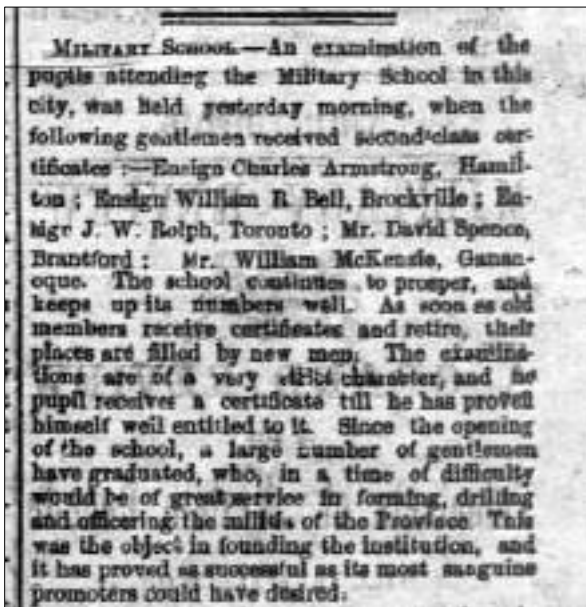 MILITARY SCHOOL.—An examination of the
pupils attending the Military School in this
city, was held yesterday morning, when the
following gentlemen received second-class cer-
tificates :—Ensign Charles Armstrong, Hamil-
ton ; Ensign William R Bell, Brockville ; En-
sign J. W. Rolph, Toronto ; Mr. David Spence,
Brantford ; Mr. William McKenzie, Ganan-
oque. The school continues to prosper, and
keeps up its numbers well. As soon as old
members receive certificates and retire, their
places are filled by new men. The examina-
tions are of a very strict character, and no
pupil receives a certificate till he has proved
himself well entitled to it. Since the opening
of the school, a large number of gentlemen
have graduated, who, in a time of difficulty
would be of great service in forming, drilling
and officering the militia of the Province. This
was the object in founding the institution, and
it has proved as successful as its most sanguine
promoters could have desired.